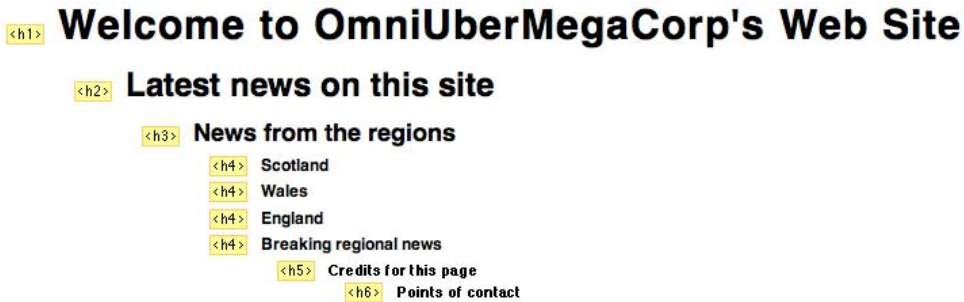 <h1> Welcome to OmniUberMegaCorp's Web Site
<h2> Latest news on this site
<h3> News from the regions
<h4> Scotland
<h4> Wales
<h4> England
<h4> Breaking regional news
<h5> Credits for this page
<h6> Points of contact